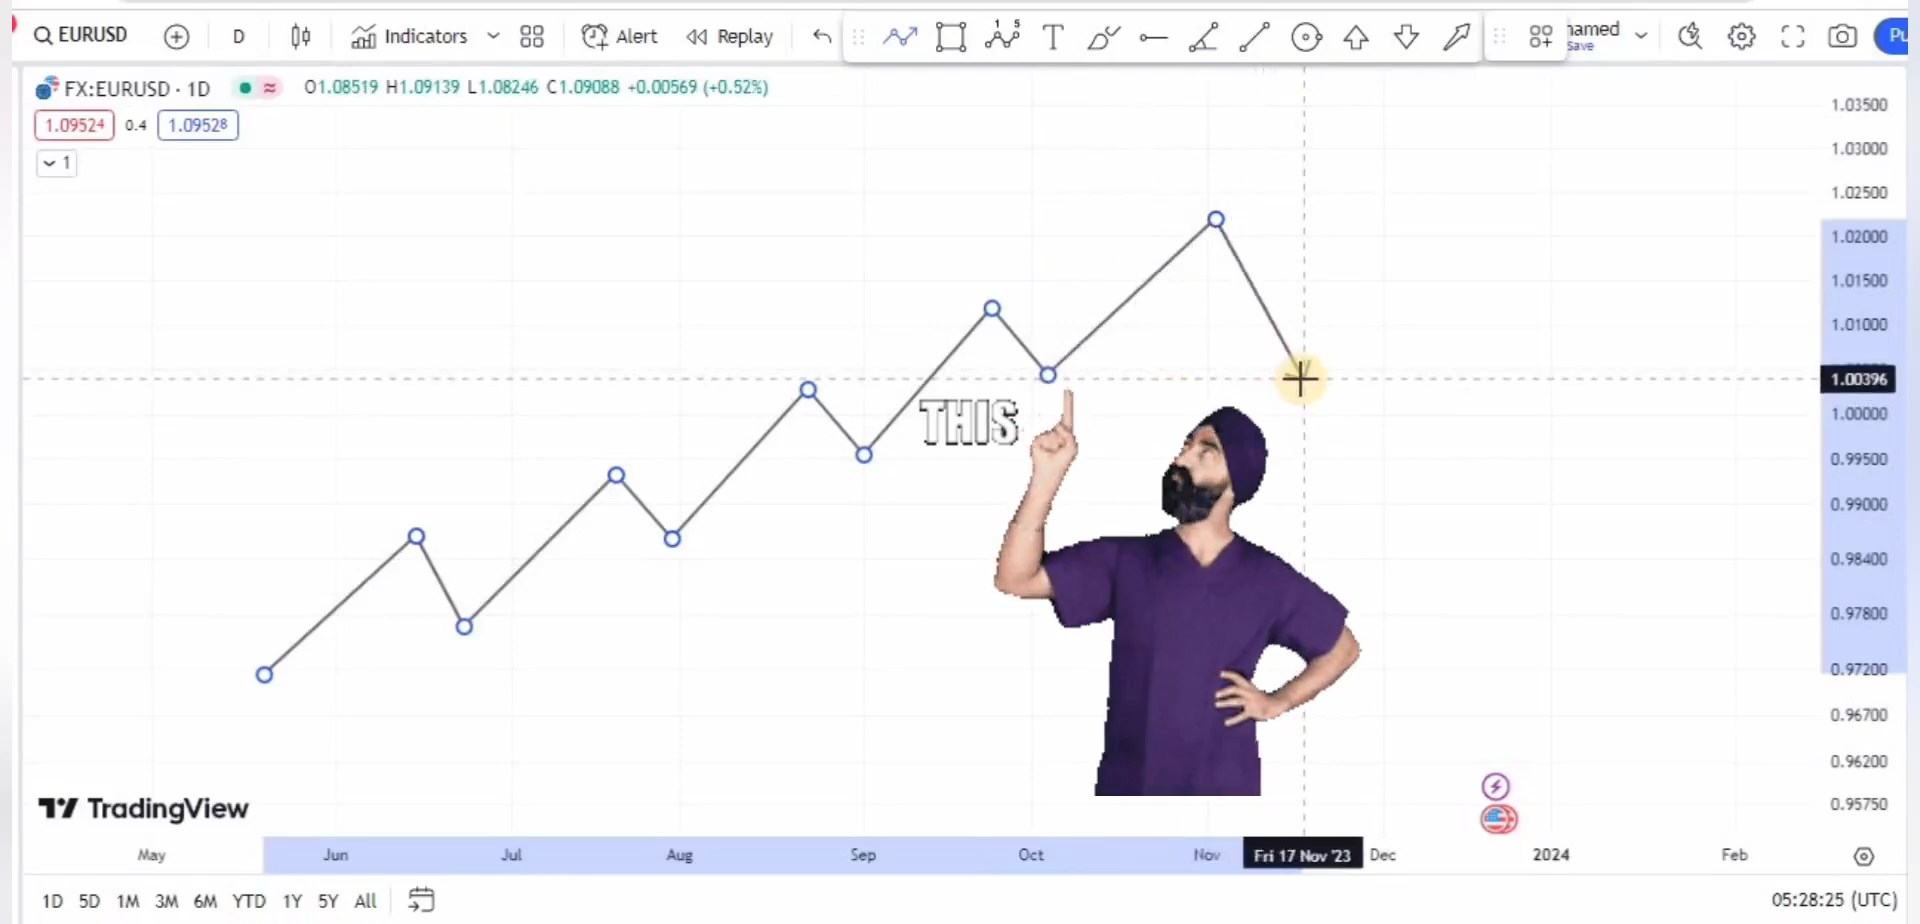 EURUSD D Indicators Alert Replay 1 5 T named Save Pu
FX:EURUSD · 1D O1.08519 H1.09139 L1.08246 C1.09088 +0.00569 (+0.52%)
1.09524 0.4 1.09528
1
1.03500
1.03000
1.02500
1.02000
1.01500
1.01000
1.00396
1.00000
THIS
0.99500
0.99000
0.98400
0.97800
0.97200
0.96700
0.96200
0.95750
TradingView
May Jun Jul Aug Sep Oct Nov Fri 17 Nov '23 Dec 2024 Feb
1D 5D 1M 3M 6M YTD 1Y 5Y All 05:28:25 (UTC)